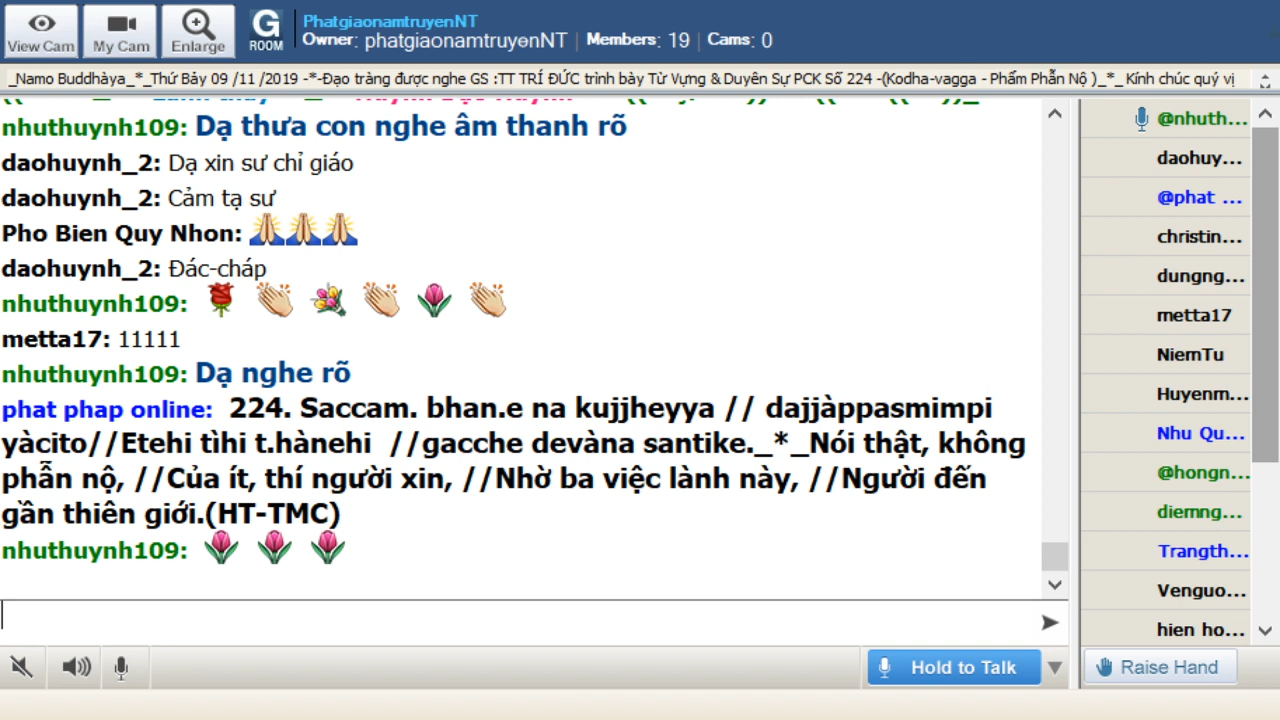 View Cam
My Cam
Enlarge
G
ROOM
PhatgiaonamtruyenNT
Owner: phatgiaonamtruyenNT | Members: 19 | Cams: 0
_Namo Buddhàya_*_Thứ Bảy 09 /11 /2019 -*-Đạo tràng được nghe GS :TT TRÍ ĐỨC trình bày Từ Vựng & Duyên Sự PCK Số 224 -(Kodha-vagga - Phẩm Phẫn Nộ )_*_ Kính chúc quý vị
nhuthuynh109: Dạ thưa con nghe âm thanh rõ
daohuynh_2: Dạ xin sư chỉ giáo
daohuynh_2: Cảm tạ sư
Pho Bien Quy Nhon:
daohuynh_2: Đác-cháp
nhuthuynh109:
metta17: 11111
nhuthuynh109: Dạ nghe rõ
phat phap online: 224. Saccam. bhan.e na kujjheyya // dajjàppasmimpi
yàcito//Etehi tìhi t.hànehi //gacche devàna santike._*_Nói thật, không
phẫn nộ, //Của ít, thí người xin, //Nhờ ba việc lành này, //Người đến
gần thiên giới.(HT-TMC)
nhuthuynh109:
@nhuth...
daohuy...
@phat ...
christin...
dungng...
metta17
NiemTu
Huyenm...
Nhu Qu...
@hongn...
diemng...
Trangth...
Venguo...
hien ho...
Hold to Talk
Raise Hand